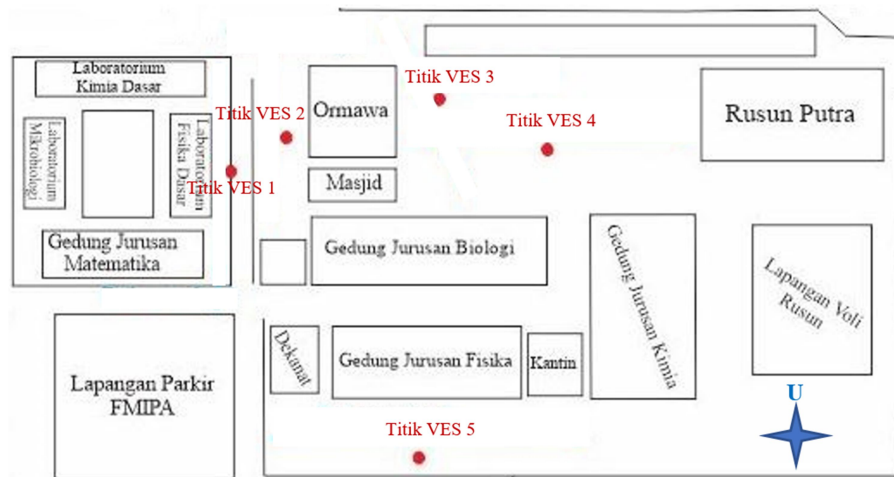 Laboratorium
Kimia Dasar
Titik VES 3
Titik VES 2
Ormawa
Titik VES 4
Rusun Putra
Laboratorium
Mikrobiologi
Laboratorium
Fisika Dasar
Titik VES 1
Masjid
Gedung Jurusan
Matematika
Gedung Jurusan Biologi
Gedung Jurusan Kimia
Lapangan Voli
Rusun
Lapangan Parkir
FMIPA
Dekanat
Gedung Jurusan Fisika
Kantin
U
Titik VES 5